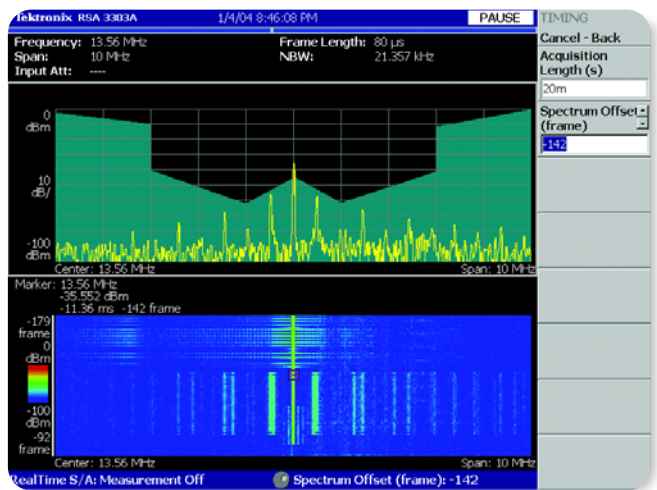 Tektronix RSA 3303A 1/4/04 8:46:08 PM PAUSE TIMING
Cancel - Back
Frequency: 13.56 MHz Frame Length: 80 µs
Span: 10 MHz NBW: 21.357 kHz
Input Att: ----
Acquisition
Length (s)
20m
Spectrum Offset
(frame)
-142
0
dBm
10
dB/
-100
dBm
Center: 13.56 MHz Span: 10 MHz
Marker: 13.56 MHz
-35.552 dBm
-11.36 ms -142 frame
-179
frame
0
dBm
-100
dBm
-92
frame
Center: 13.56 MHz Span: 10 MHz
RealTime S/A: Measurement Off Spectrum Offset (frame): -142